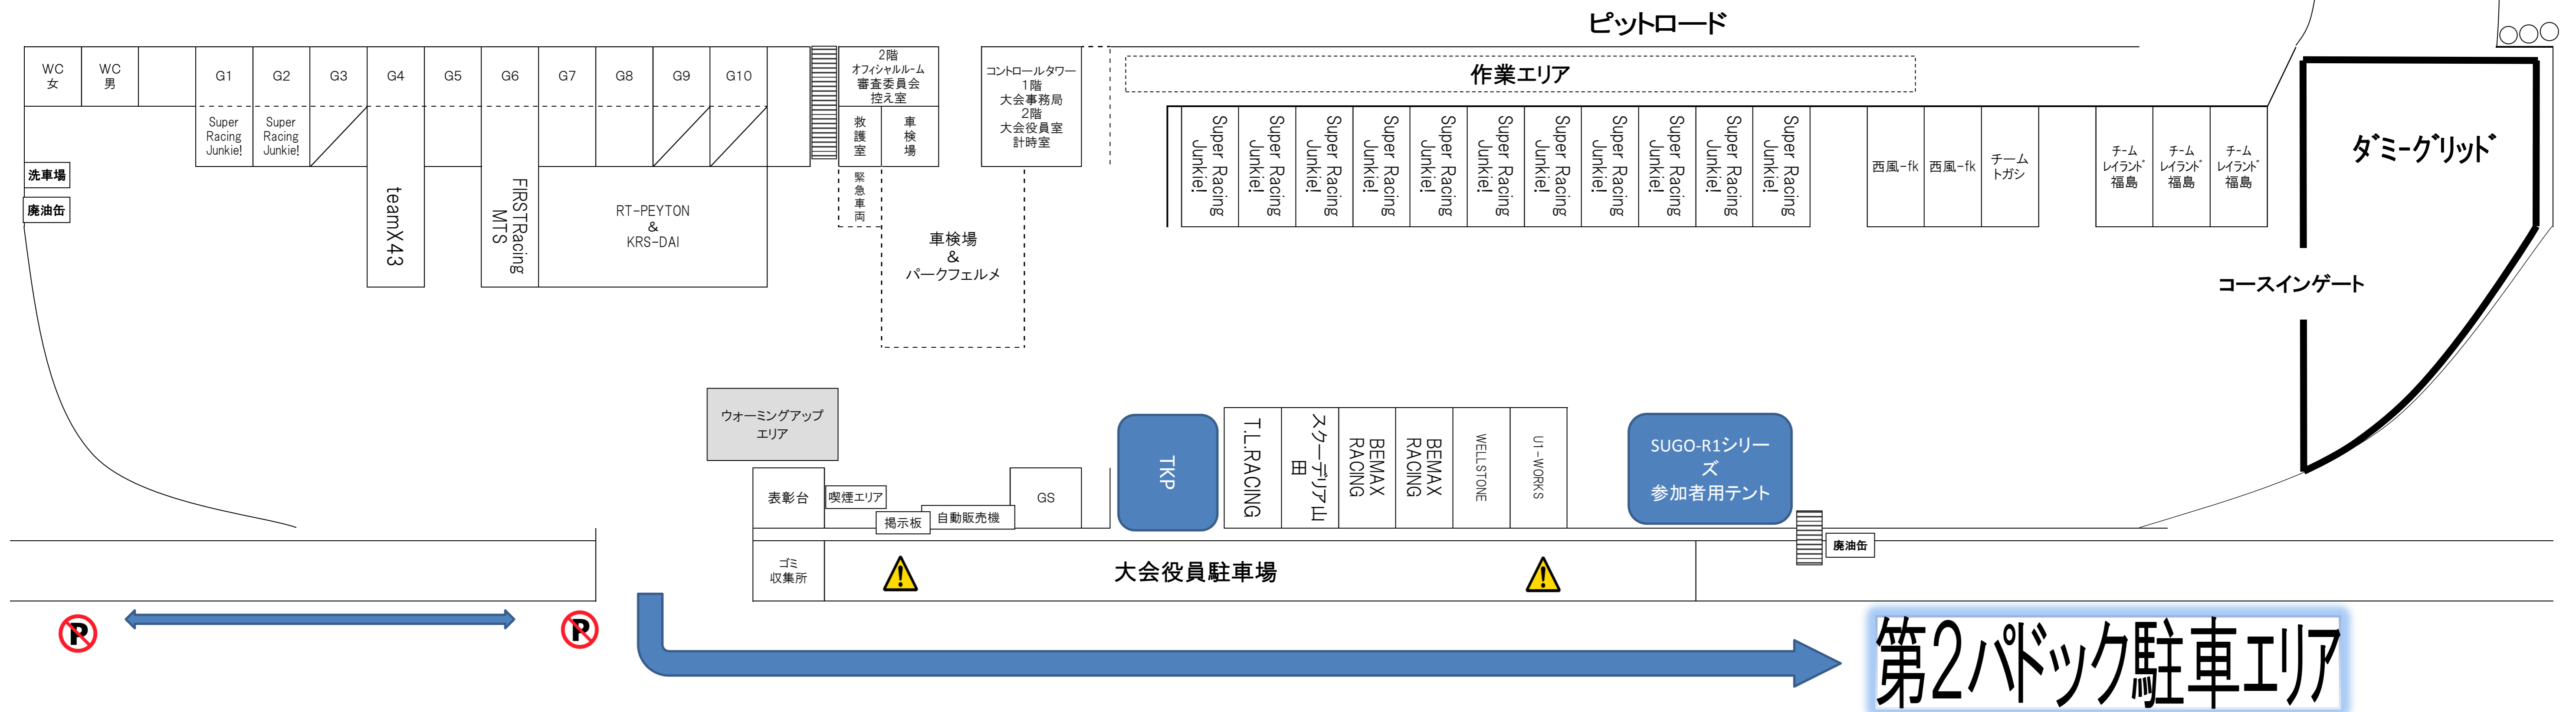 ピットロード
WC
女
WC
男
G1
G2
G3
G4
G5
G6
G7
G8
G9
G10
2階
オフィシャルルーム
審査委員会
控え室
コントロールタワー
1階
大会事務局
2階
大会役員室
計時室
作業エリア
Super
Racing
Junkie!
Super
Racing
Junkie!
救護室
車検場
緊急車両
洗車場
廃油缶
teamX43
FIRSTRacing
MTS
RT-PEYTON
&
KRS-DAI
車検場
&
パークフェルメ
Super Racing
Junkie!
Super Racing
Junkie!
Super Racing
Junkie!
Super Racing
Junkie!
Super Racing
Junkie!
Super Racing
Junkie!
Super Racing
Junkie!
Super Racing
Junkie!
Super Racing
Junkie!
Super Racing
Junkie!
Super Racing
Junkie!
西風-fk
西風-fk
チーム
トガシ
チーム
レイランド
福島
チーム
レイランド
福島
チーム
レイランド
福島
ダミーグリッド
コースインゲート
ウォーミングアップ
エリア
表彰台
喫煙エリア
掲示板
自動販売機
GS
TKP
T.L.RACING
スクーデリア山
田
BEMAX
RACING
BEMAX
RACING
WELLSTONE
U1-WORKS
SUGO-R1シリー
ズ
参加者用テント
廃油缶
ゴミ
収集所
大会役員駐車場
P
P
第2パドック駐車エリア